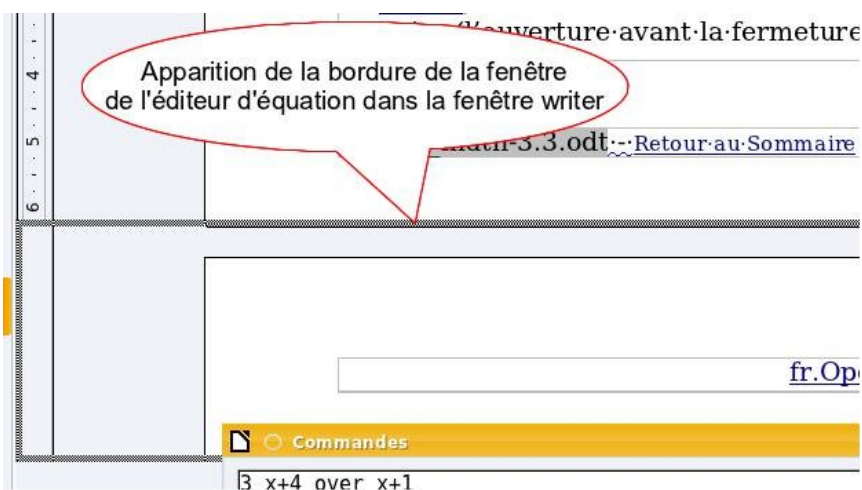 l'ouverture·avant·la·fermeture
Apparition de la bordure de la fenêtre
de l'éditeur d'équation dans la fenêtre writer
4
5
-3.3.odt·-·Retour·au·Sommaire
6
fr.Op
Commandes
3 x+4 over x+1